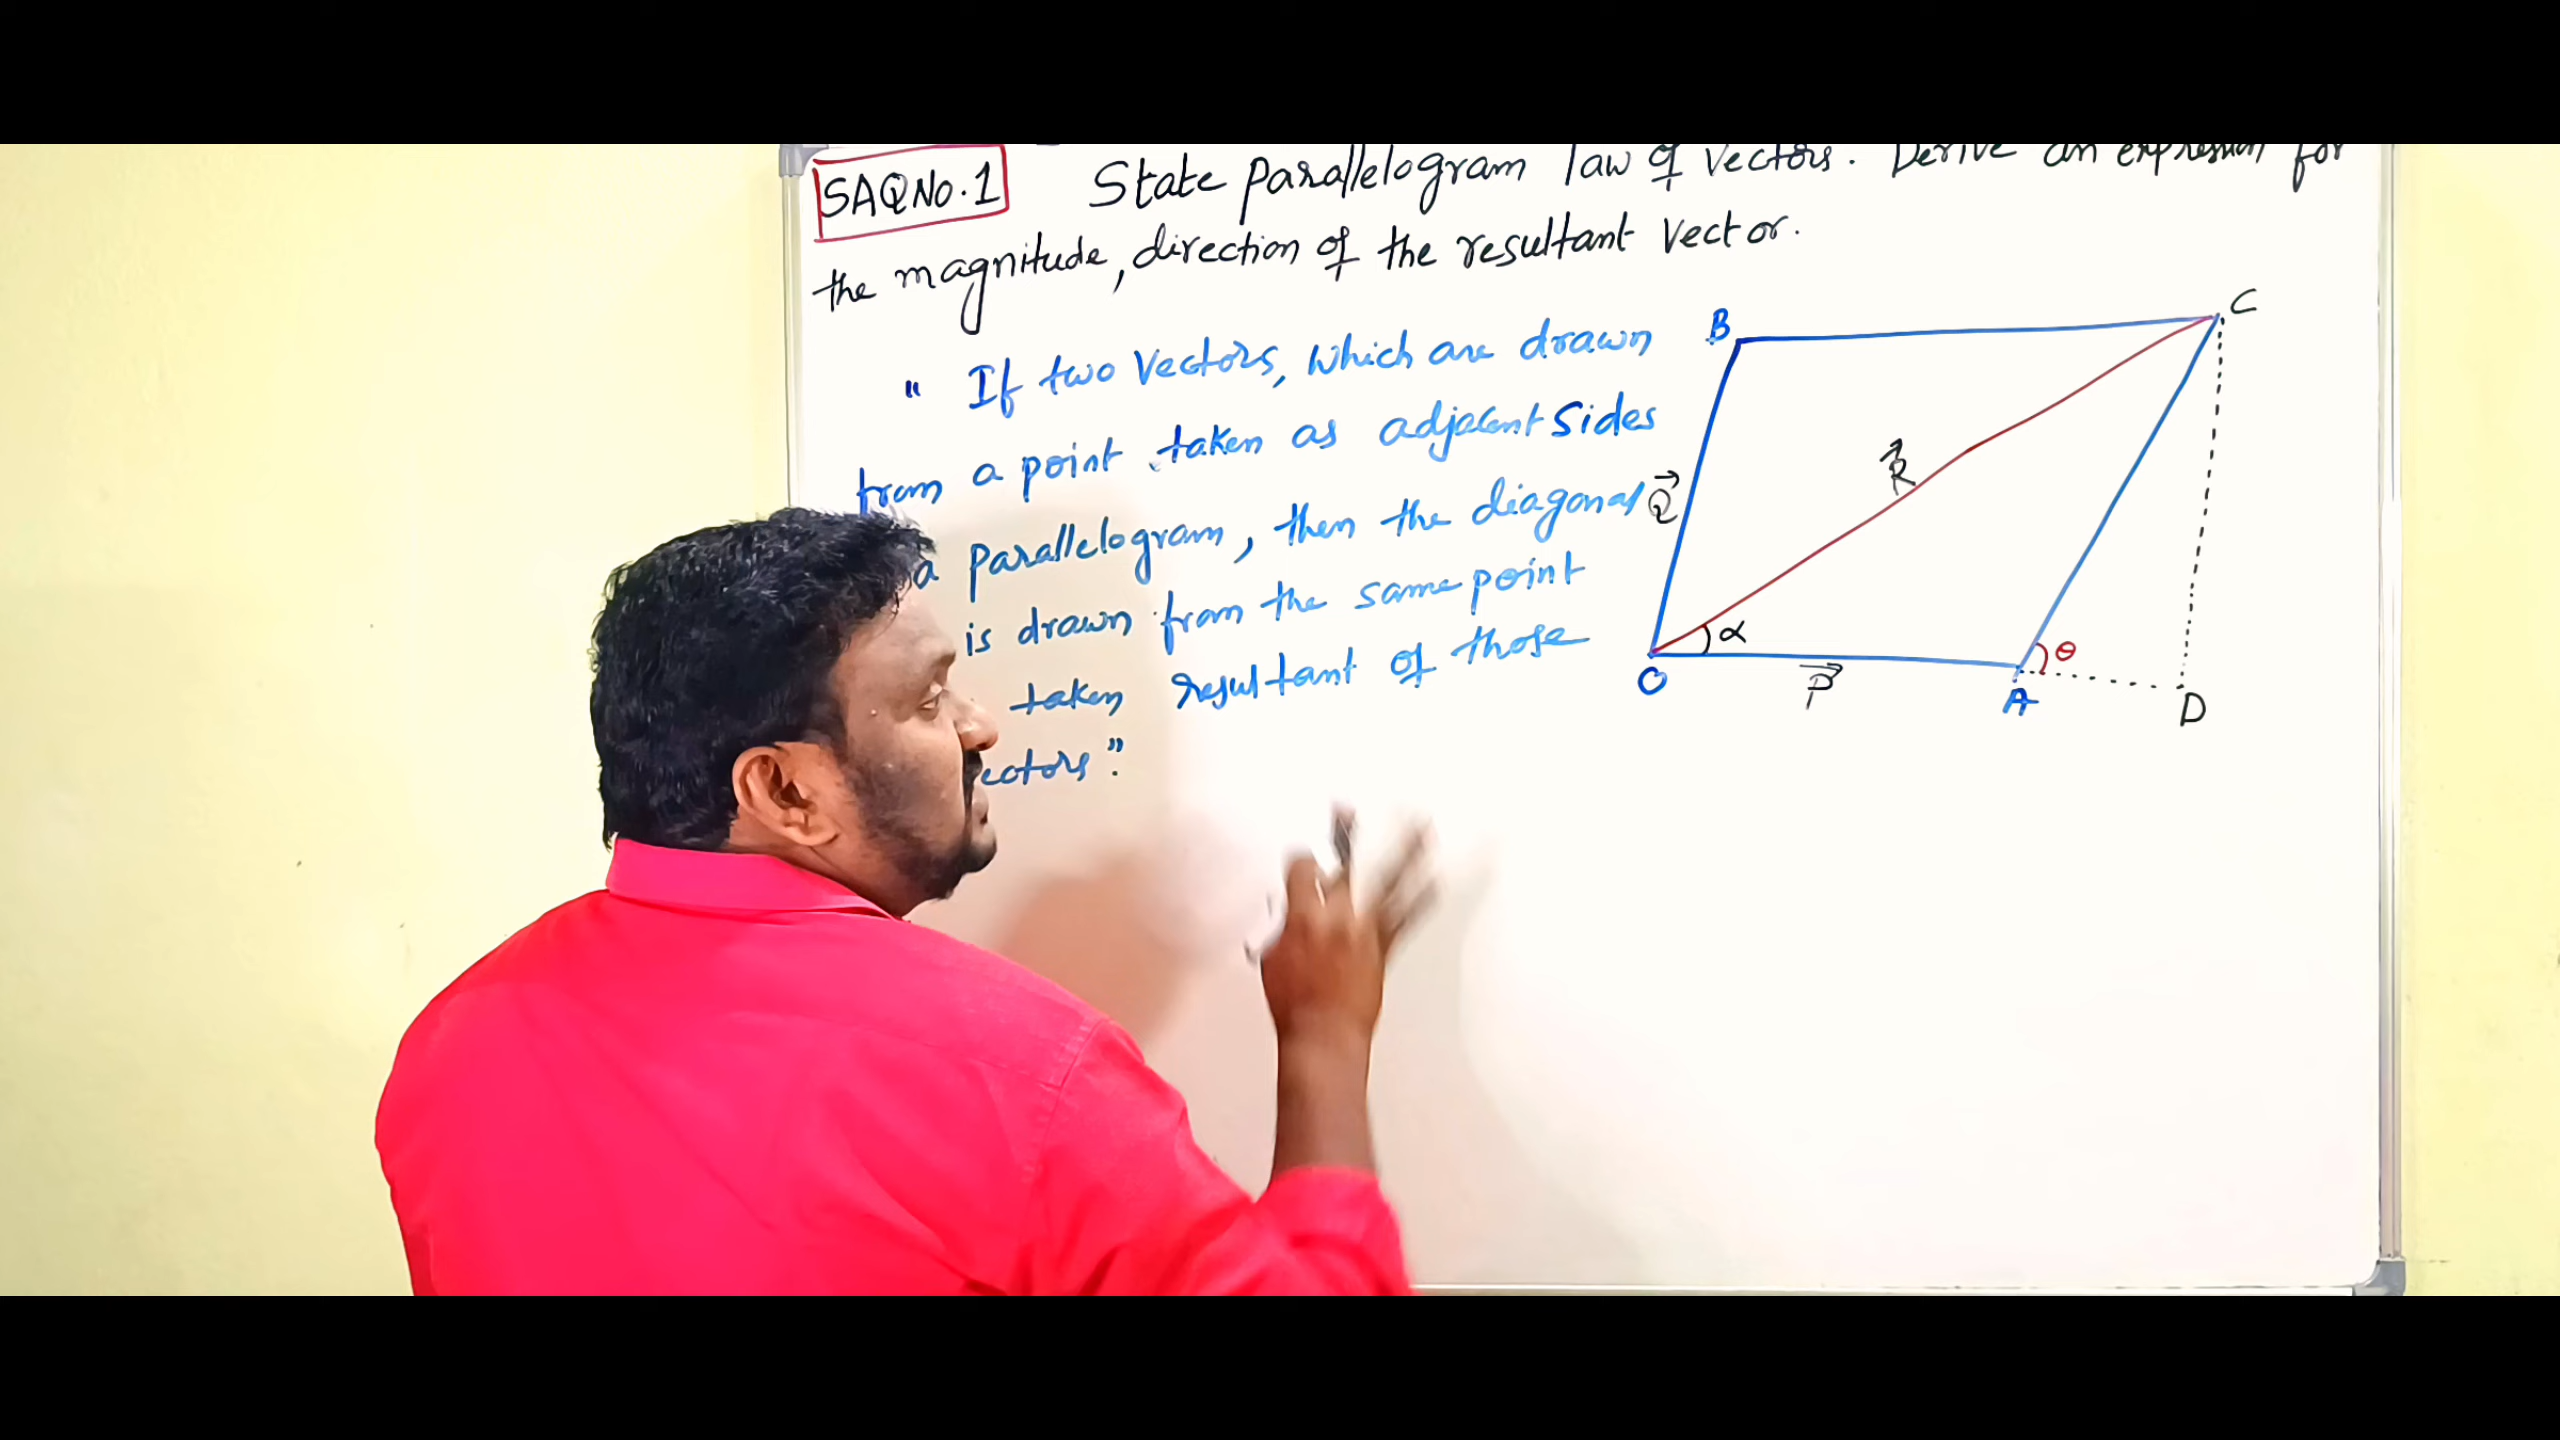 SAQ No. 1 State parallelogram law of vectors. Derive an expression for
the magnitude, direction of the resultant vector.
" If two vectors, which are drawn
from a point taken as adjacent sides
a parallelogram, then the diagonal
is drawn from the same point
taken resultant of those
ectors."
B
C
R
Q
α
θ
O
P
A
D